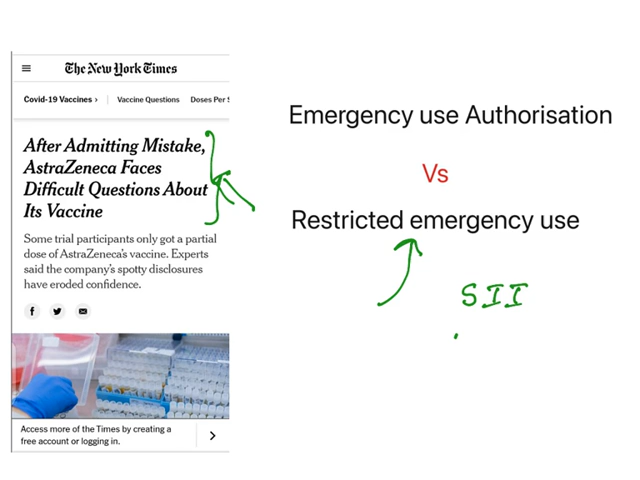 The New York Times
Covid-19 Vaccines > Vaccine Questions Doses Per
After Admitting Mistake,
AstraZeneca Faces
Difficult Questions About
Its Vaccine
Some trial participants only got a partial
dose of AstraZeneca's vaccine. Experts
said the company's spotty disclosures
have eroded confidence.
Access more of the Times by creating a
free account or logging in.
Emergency use Authorisation
Vs
Restricted emergency use
SII